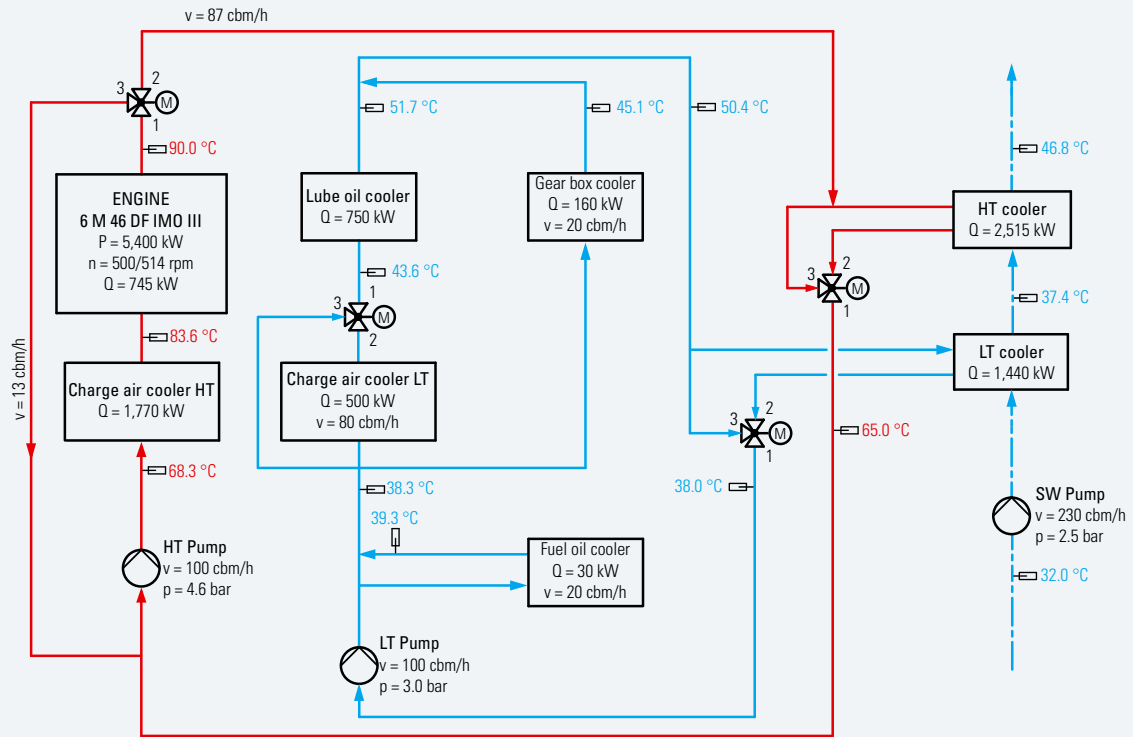 v = 87 cbm/h
3
2
M
1
90.0 °C
ENGINE
6 M 46 DF IMO III
P = 5,400 kW
n = 500/514 rpm
Q = 745 kW
83.6 °C
Charge air cooler HT
Q = 1,770 kW
v = 13 cbm/h
68.3 °C
HT Pump
v = 100 cbm/h
p = 4.6 bar
51.7 °C
Lube oil cooler
Q = 750 kW
43.6 °C
3
1
M
2
Charge air cooler LT
Q = 500 kW
v = 80 cbm/h
38.3 °C
39.3 °C
LT Pump
v = 100 cbm/h
p = 3.0 bar
45.1 °C
Gear box cooler
Q = 160 kW
v = 20 cbm/h
Fuel oil cooler
Q = 30 kW
v = 20 cbm/h
50.4 °C
2
3
M
1
65.0 °C
2
3
M
1
38.0 °C
46.8 °C
HT cooler
Q = 2,515 kW
37.4 °C
LT cooler
Q = 1,440 kW
SW Pump
v = 230 cbm/h
p = 2.5 bar
32.0 °C